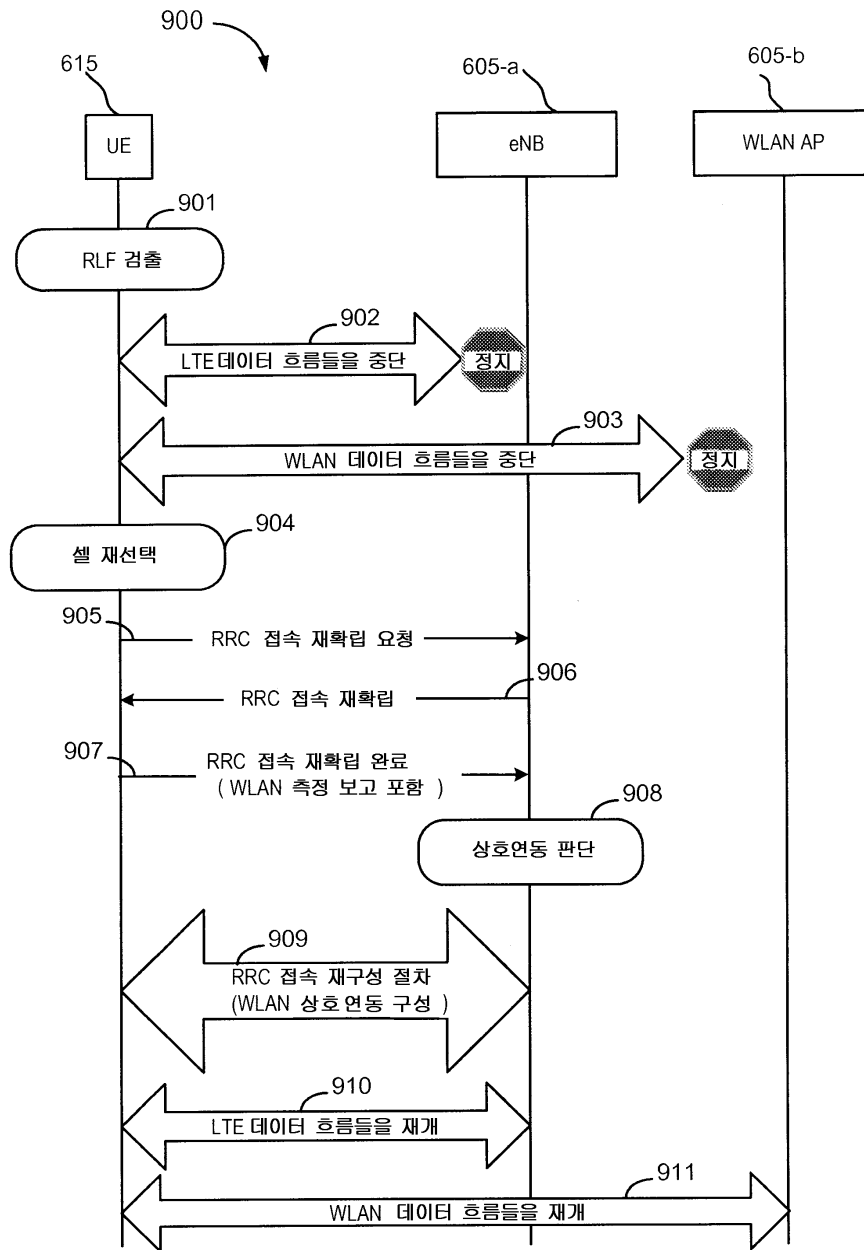 900
615
605-a
605-b
UE
eNB
WLAN AP
901
RLF 검출
902
LTE 데이터 흐름들을 중단
정지
903
WLAN 데이터 흐름들을 중단
정지
904
셀 재선택
905
RRC 접속 재확립 요청
906
RRC 접속 재확립
907
RRC 접속 재확립 완료
( WLAN 측정 보고 포함 )
908
상호연동 판단
909
RRC 접속 재구성 절차
(WLAN 상호연동 구성 )
910
LTE 데이터 흐름들을 재개
911
WLAN 데이터 흐름들을 재개